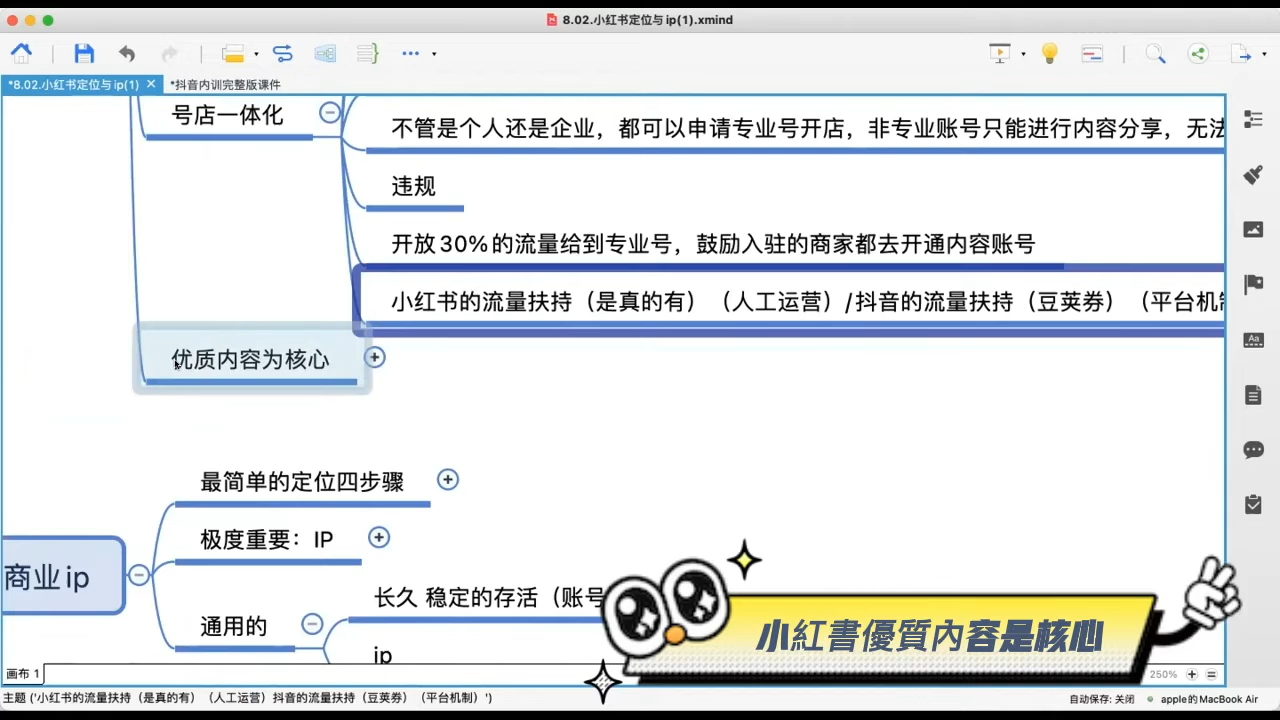 8.02.小红书定位与ip(1).xmind
*8.02.小红书定位与ip(1)
*抖音内训完整版课件
号店一体化
不管是个人还是企业，都可以申请专业号开店，非专业账号只能进行内容分享，无法
违规
开放30%的流量给到专业号，鼓励入驻的商家都去开通内容账号
小红书的流量扶持（是真的有）（人工运营）/抖音的流量扶持（豆荚券）（平台机制
优质内容为核心
最简单的定位四步骤
极度重要：IP
商业ip
长久 稳定的存活（账号
通用的
ip
小紅書優質內容是核心
画布 1
250%
主题 ('小红书的流量扶持（是真的有）（人工运营）抖音的流量扶持（豆荚券）（平台机制）')
自动保存: 关闭
apple的MacBook Air
Aa